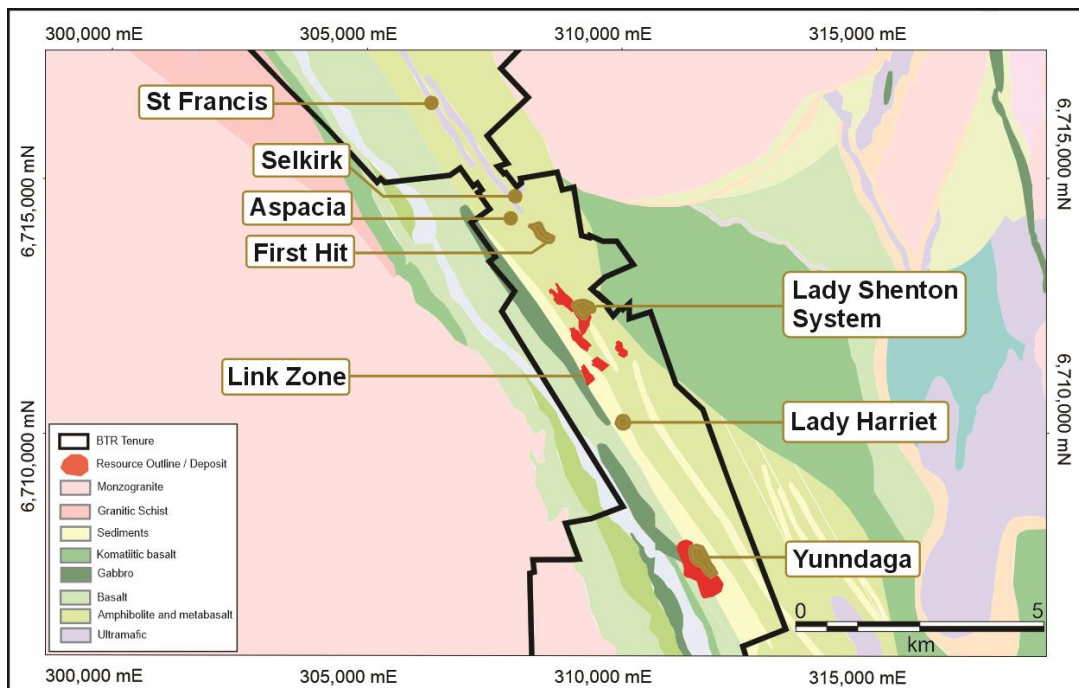 300,000 mE
305,000 mE
310,000 mE
315,000 mE
6,715,000 mN
6,715,000 mN
St Francis
Selkirk
Aspacia
First Hit
Lady Shenton
System
Link Zone
Lady Harriet
6,710,000 mN
6,710,000 mN
Yunndaga
BTR Tenure
Resource Outline / Deposit
Monzogranite
Granitic Schist
Sediments
Komatiitic basalt
Gabbro
Basalt
Amphibolite and metabasalt
Ultramafic
0
5
km
300,000 mE
305,000 mE
310,000 mE
315,000 mE